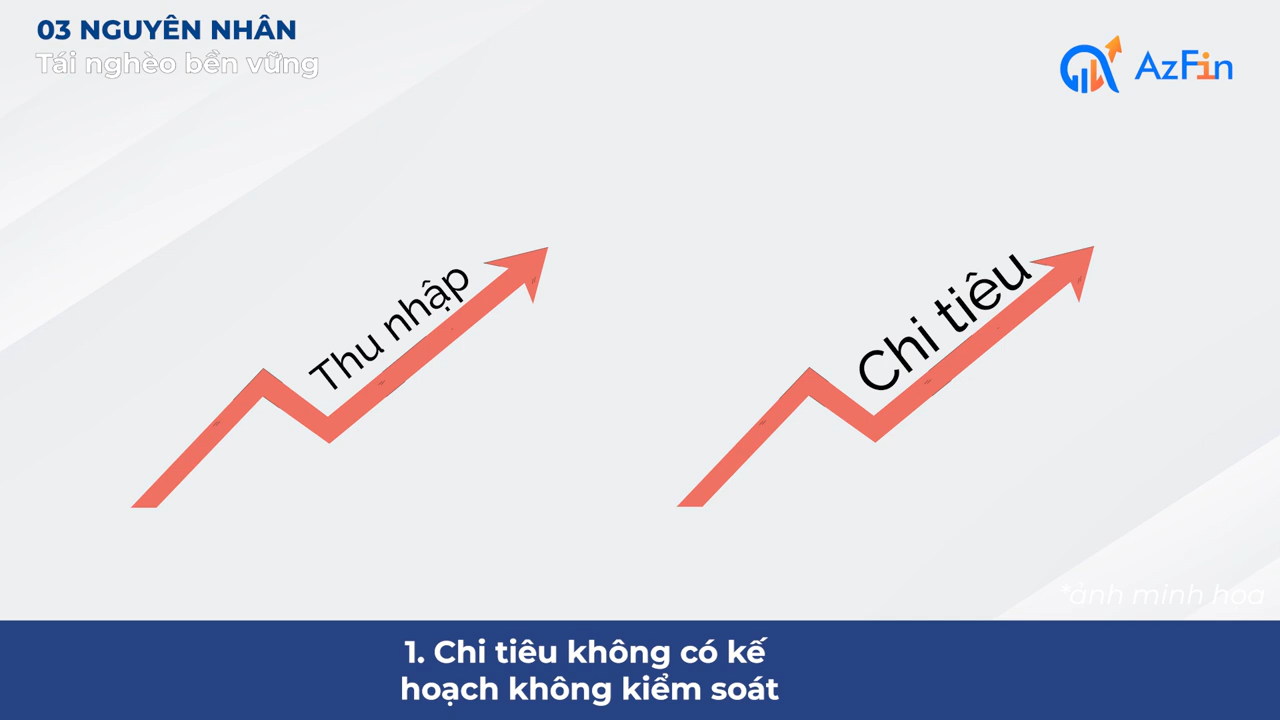 03 NGUYÊN NHÂN
Tái nghèo bền vững
AzFin
Thu nhập
Chi tiêu
*ảnh minh họa
1. Chi tiêu không có kế
hoạch không kiểm soát